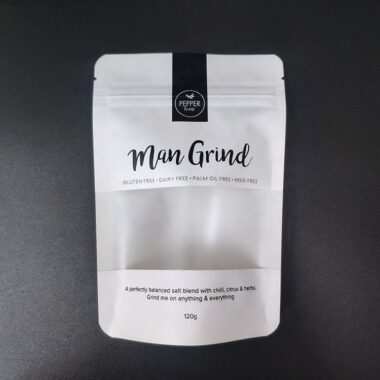 PEPPER
& me
Man Grind
GLUTEN FREE • DAIRY FREE • PALM OIL FREE • MSG FREE
A perfectly balanced salt blend with chilli, citrus & herbs.
Grind me on anything & everything
120g